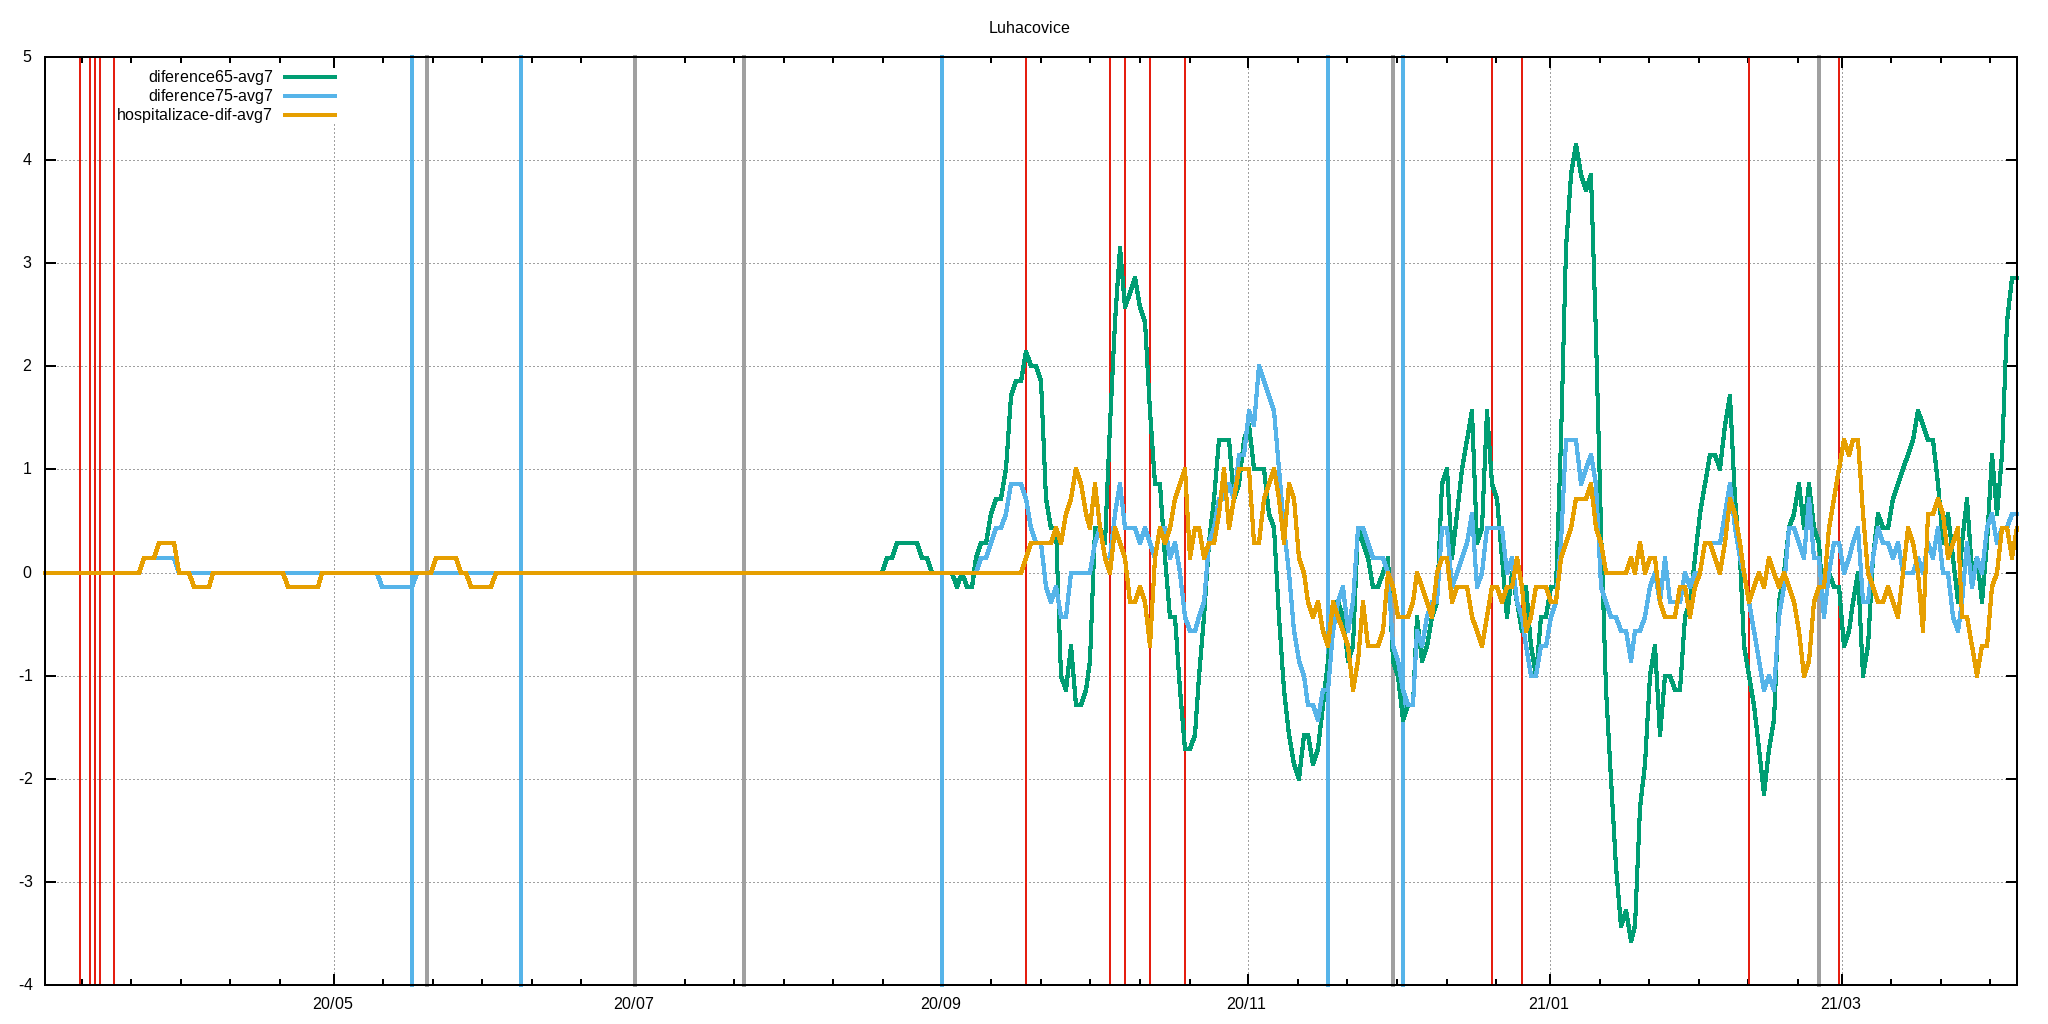 Luhacovice
diference65-avg7
diference75-avg7
hospitalizace-dif-avg7
5
4
3
2
1
0
-1
-2
-3
-4
20/05 20/07 20/09 20/11 21/01 21/03